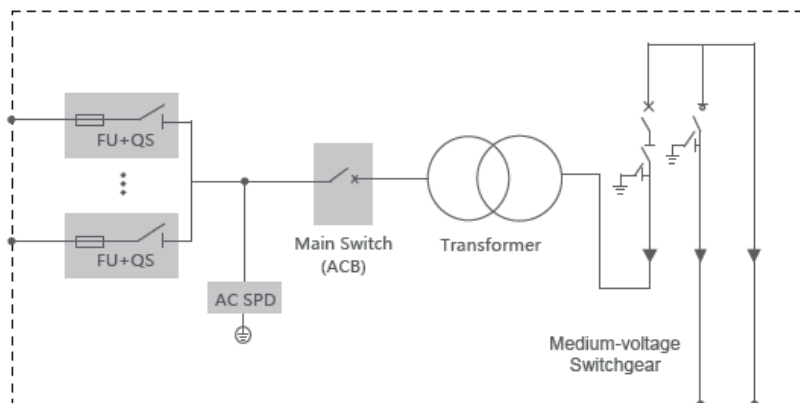 FU+QS
FU+QS
Main Switch
(ACB)
Transformer
AC SPD
Medium-voltage
Switchgear